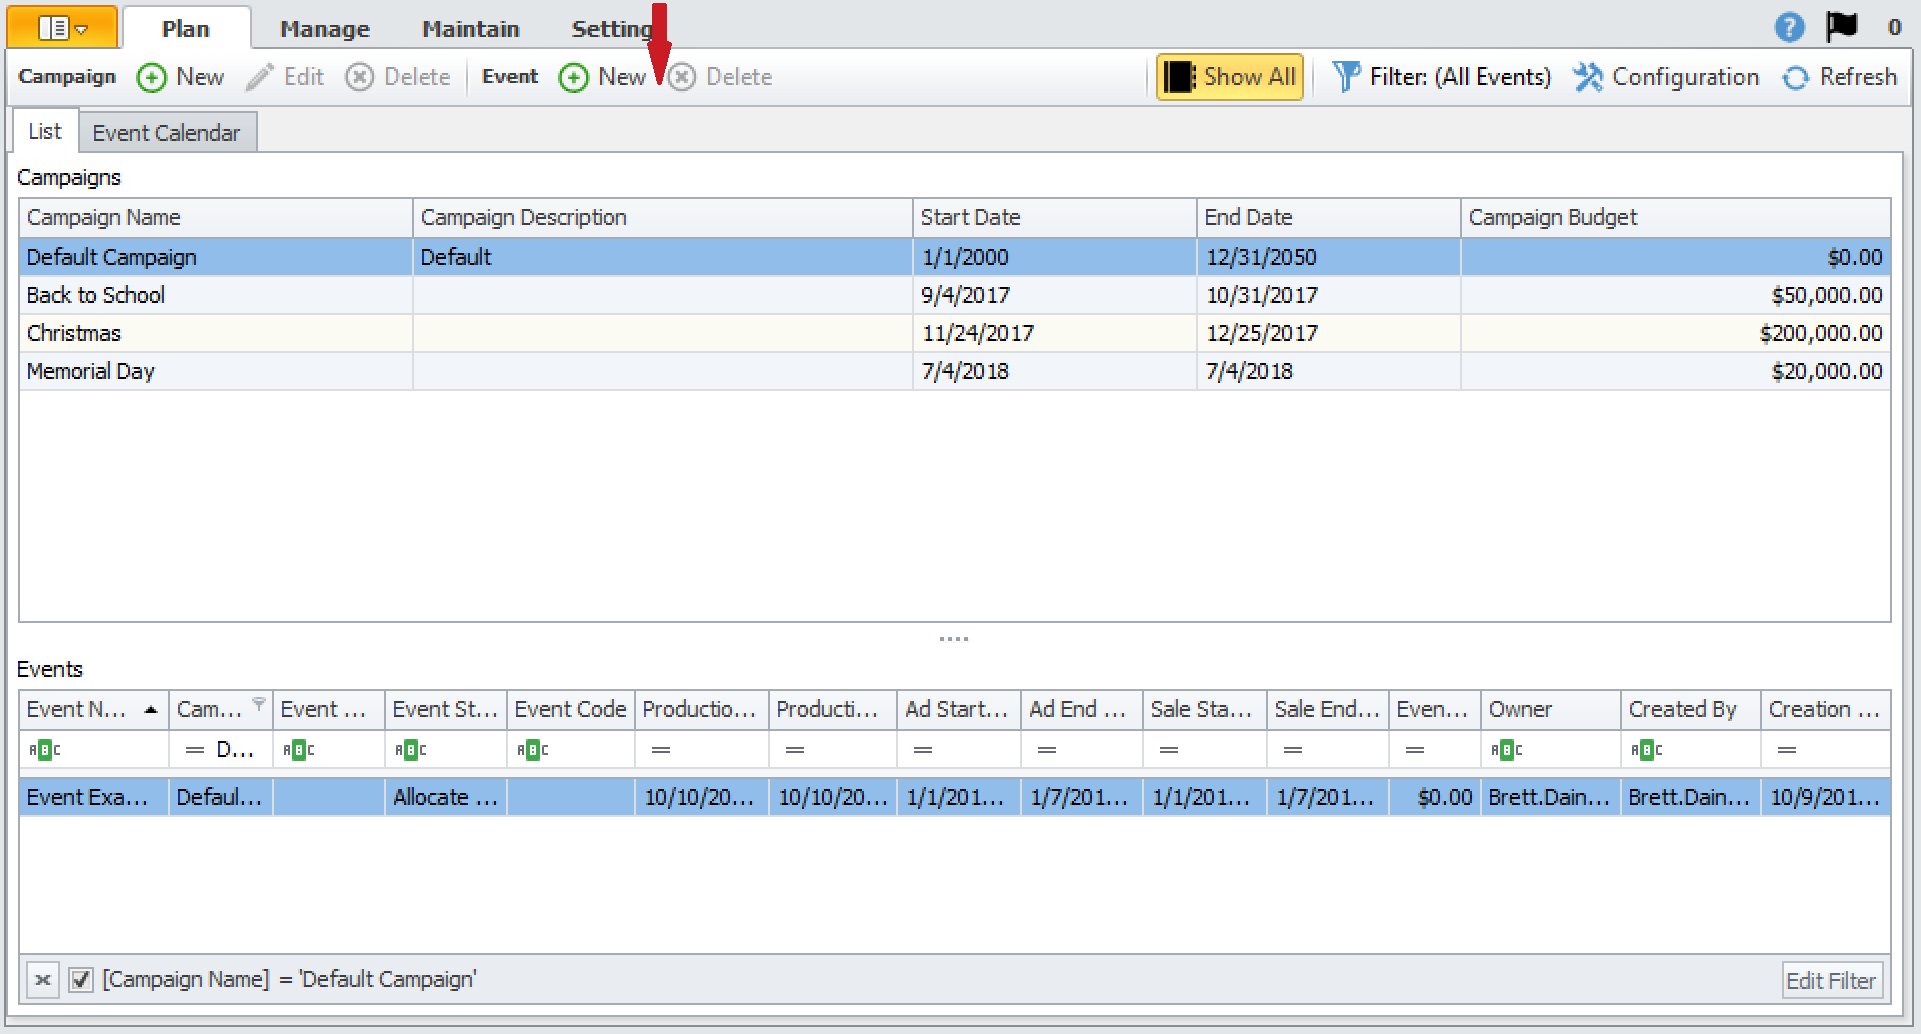 Plan Manage Maintain Setting 0
Campaign New Edit Delete Event New Delete Show All Filter: (All Events) Configuration Refresh
List Event Calendar
Campaigns
Campaign Name Campaign Description Start Date End Date Campaign Budget
Default Campaign Default 1/1/2000 12/31/2050 $0.00
Back to School 9/4/2017 10/31/2017 $50,000.00
Christmas 11/24/2017 12/25/2017 $200,000.00
Memorial Day 7/4/2018 7/4/2018 $20,000.00
Events
Event N... Cam... Event ... Event St... Event Code Productio... Producti... Ad Start... Ad End ... Sale Sta... Sale End... Even... Owner Created By Creation ...
ABC = D... ABC ABC ABC = = = = = = = ABC ABC =
Event Exa... Defaul... Allocate ... 10/10/20... 10/10/20... 1/1/201... 1/7/201... 1/1/201... 1/7/201... $0.00 Brett.Dain... Brett.Dain... 10/9/201...
[Campaign Name] = 'Default Campaign' Edit Filter